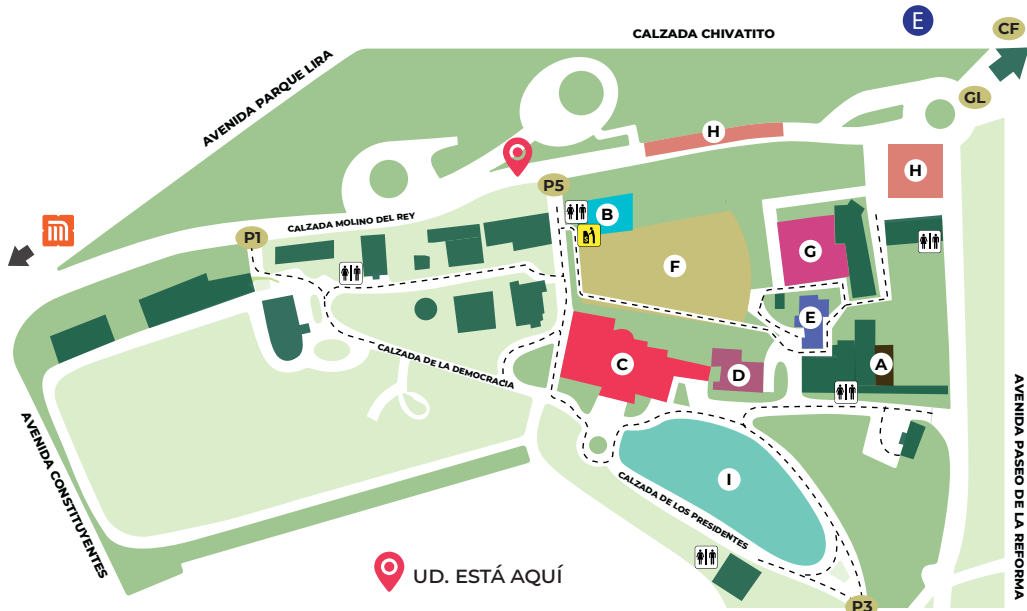 E
CF
CALZADA CHIVATITO
AVENIDA PARQUE LIRA
GL
H
H
P5
B
CALZADA MOLINO DEL REY
P1
G
F
E
C
D
A
CALZADA DE LA DEMOCRACIA
AVENIDA CONSTITUYENTES
AVENIDA PASEO DE LA REFORMA
I
CALZADA DE LOS PRESIDENTES
UD. ESTÁ AQUÍ
P3